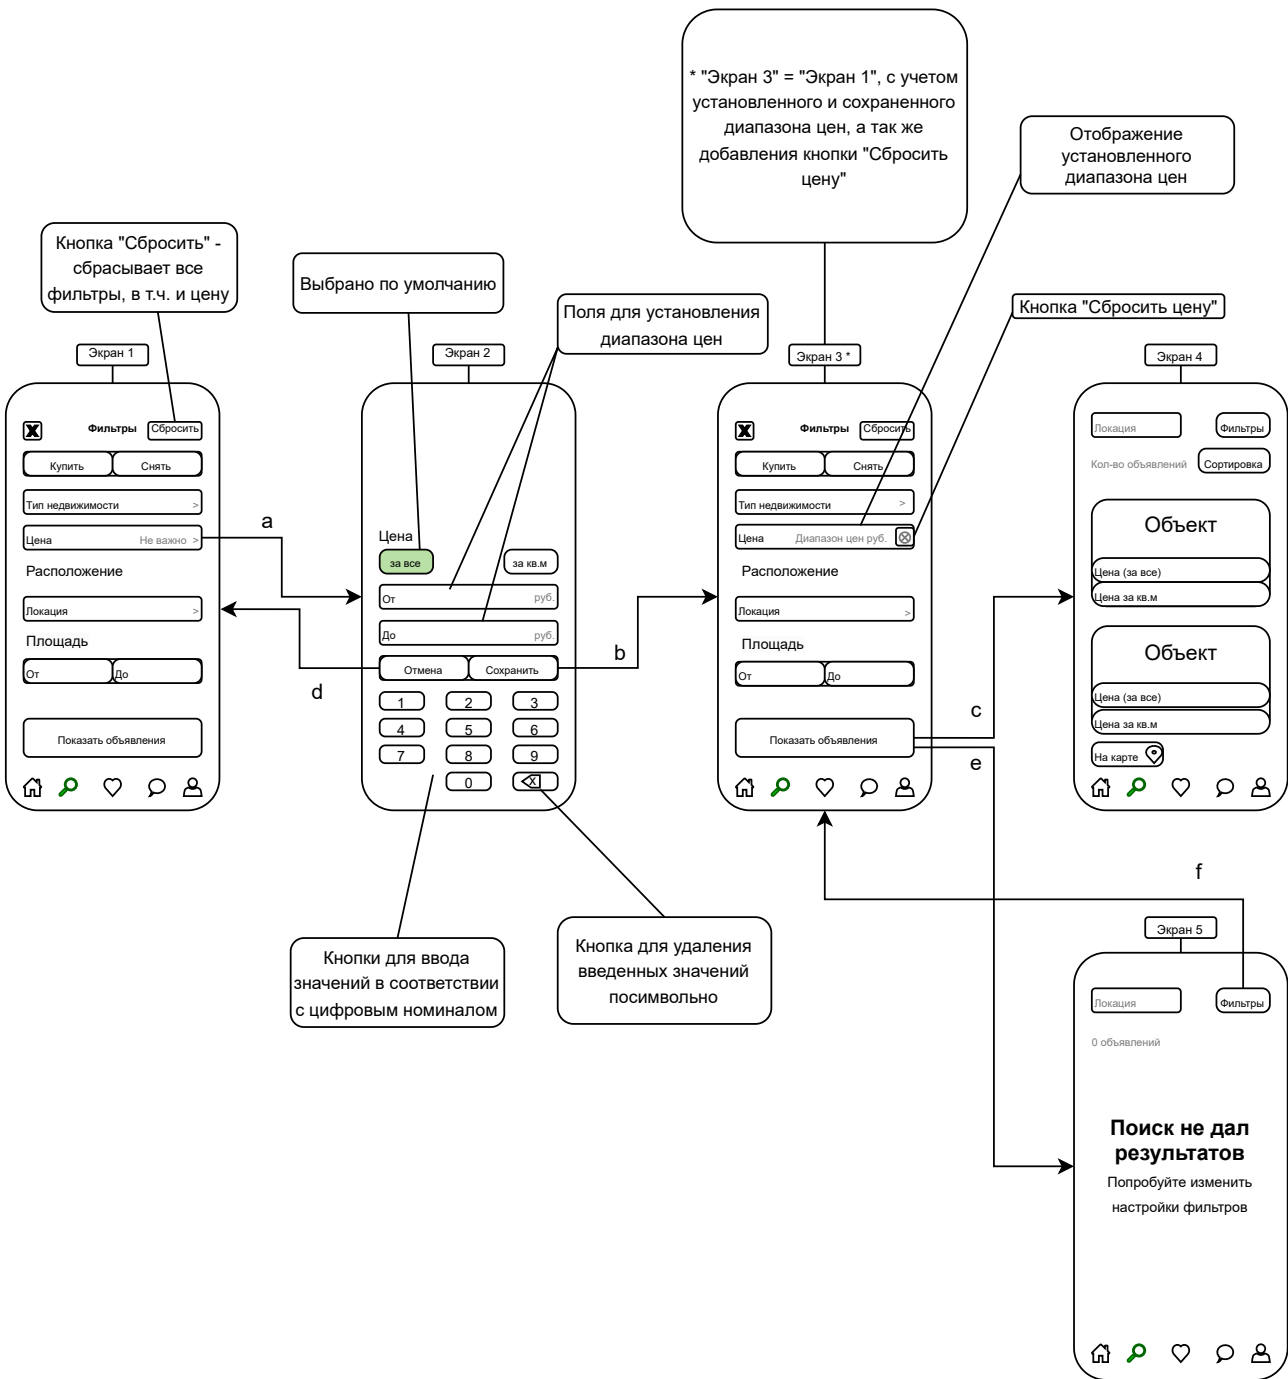 * "Экран 3" = "Экран 1", с учетом
установленного и сохраненного
диапазона цен, а так же
добавления кнопки "Сбросить
цену"
Отображение
установленного
диапазона цен
Кнопка "Сбросить" -
сбрасывает все
фильтры, в т.ч. и цену
Выбрано по умолчанию
Поля для установления
диапазона цен
Кнопка "Сбросить цену"
Экран 1
Фильтры
Сбросить
Купить
Снять
Тип недвижимости >
Цена Не важно >
Расположение
Локация >
Площадь
От
До
Показать объявления
a
d
Экран 2
Цена
за все
за кв.м
От руб.
До руб.
Отмена
Сохранить
1
2
3
4
5
6
7
8
9
0
X
b
Кнопки для ввода
значений в соответствии
с цифровым номиналом
Кнопка для удаления
введенных значений
посимвольно
Экран 3 *
Фильтры
Сбросить
Купить
Снять
Тип недвижимости >
Цена Диапазон цен руб.
Расположение
Локация >
Площадь
От
До
Показать объявления
c
e
Экран 4
Локация
Фильтры
Кол-во объявлений
Сортировка
Объект
Цена (за все)
Цена за кв.м
Объект
Цена (за все)
Цена за кв.м
На карте
f
Экран 5
Локация
Фильтры
0 объявлений
Поиск не дал
результатов
Попробуйте изменить
настройки фильтров